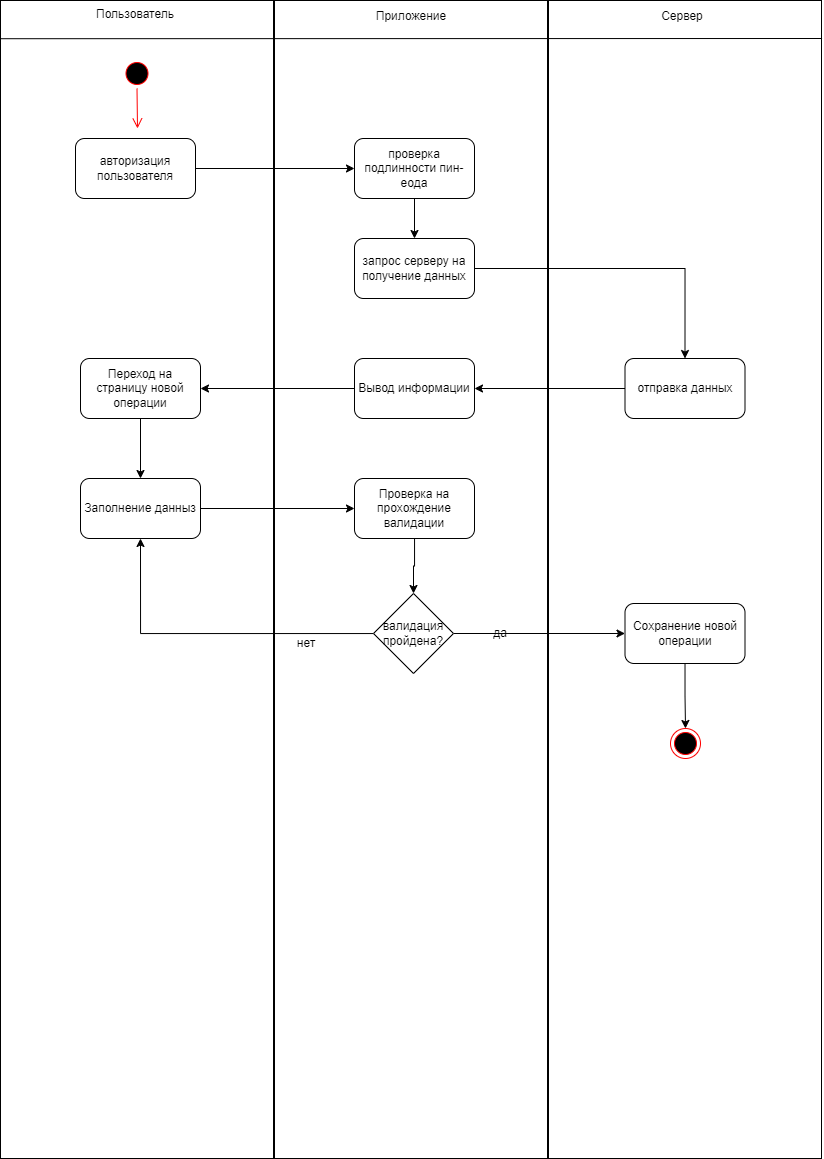 Пользователь
Приложение
Сервер
авторизация
пользователя
проверка
подлинности пин-
еода
запрос серверу на
получение данных
Переход на
страницу новой
операции
Вывод информации
отправка данных
Заполнение данныз
Проверка на
прохождение
валидации
валидация
пройдена?
нет
да
Сохранение новой
операции